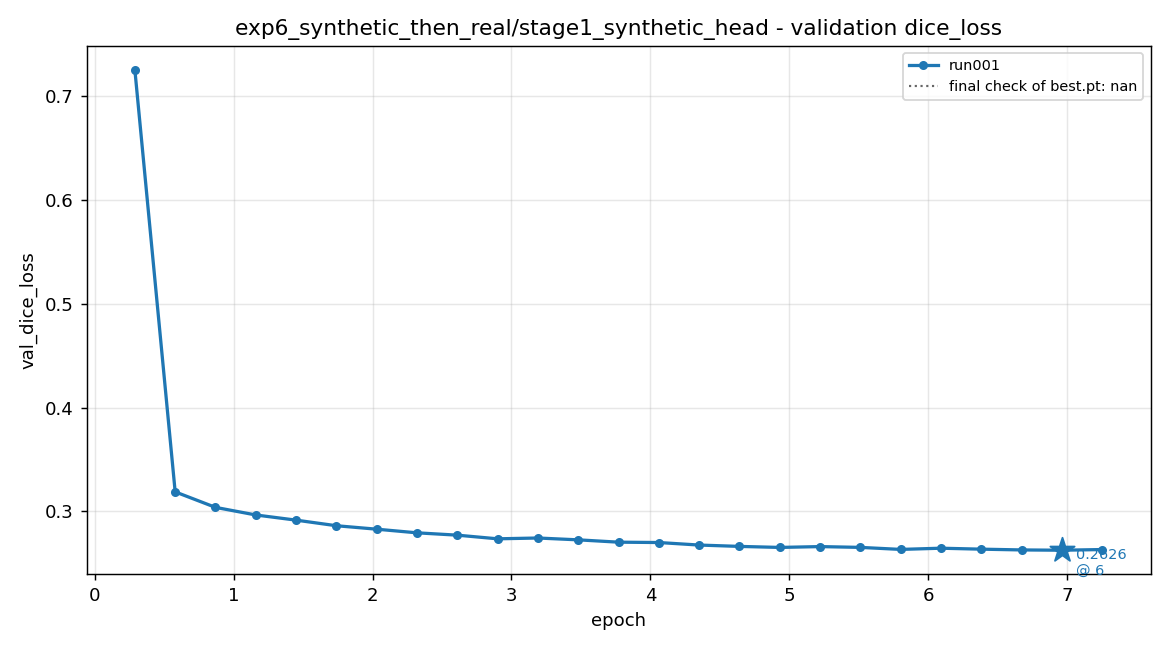 exp6_synthetic_then_real/stage1_synthetic_head - validation dice_loss
run001
final check of best.pt: nan
val_dice_loss
0.7
0.6
0.5
0.4
0.3
0.2626
@ 6
0 1 2 3 4 5 6 7
epoch